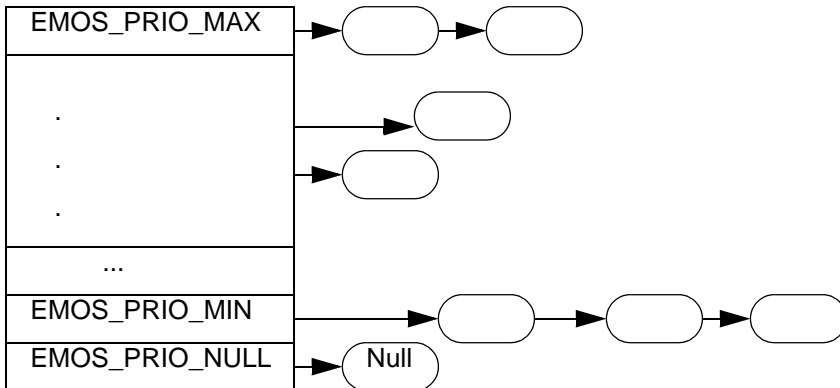 EMOS_PRIO_MAX
.
.
.
...
EMOS_PRIO_MIN
EMOS_PRIO_NULL Null